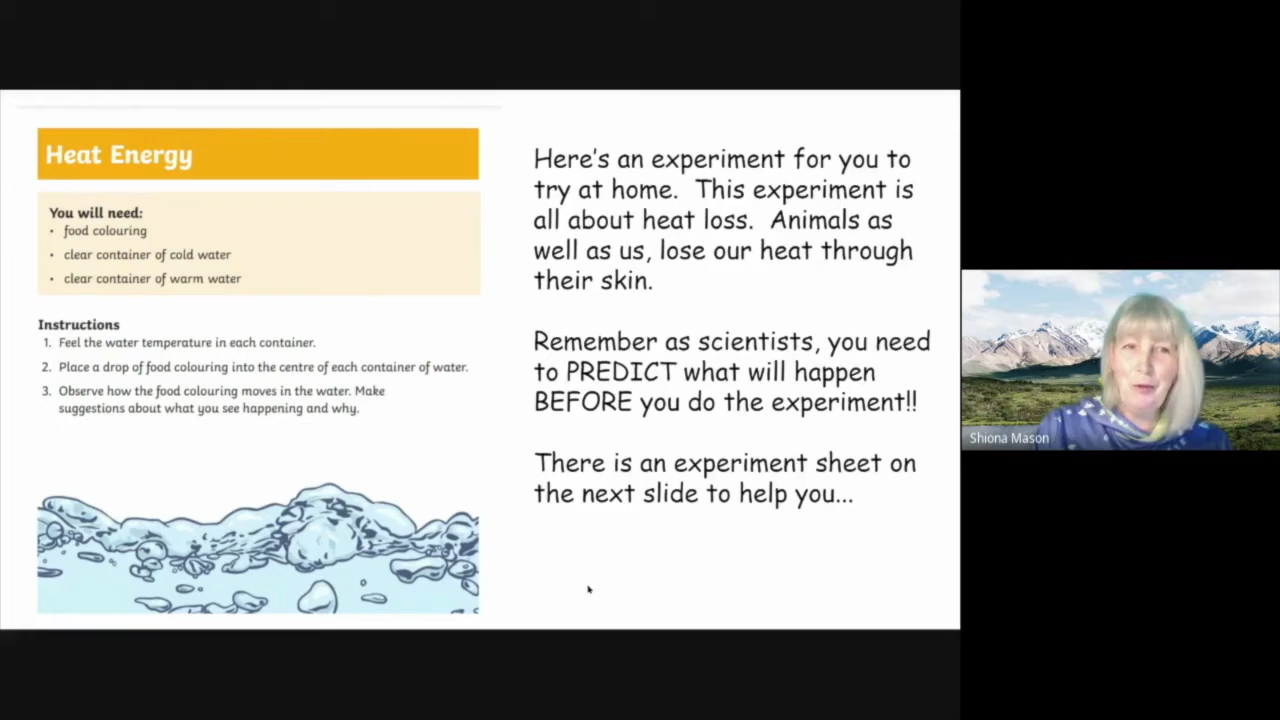 Heat Energy
You will need:
• food colouring
• clear container of cold water
• clear container of warm water
Instructions
1. Feel the water temperature in each container.
2. Place a drop of food colouring into the centre of each container of water.
3. Observe how the food colouring moves in the water. Make
suggestions about what you see happening and why.
Here's an experiment for you to
try at home. This experiment is
all about heat loss. Animals as
well as us, lose our heat through
their skin.
Remember as scientists, you need
to PREDICT what will happen
BEFORE you do the experiment!!
There is an experiment sheet on
the next slide to help you...
Shiona Mason